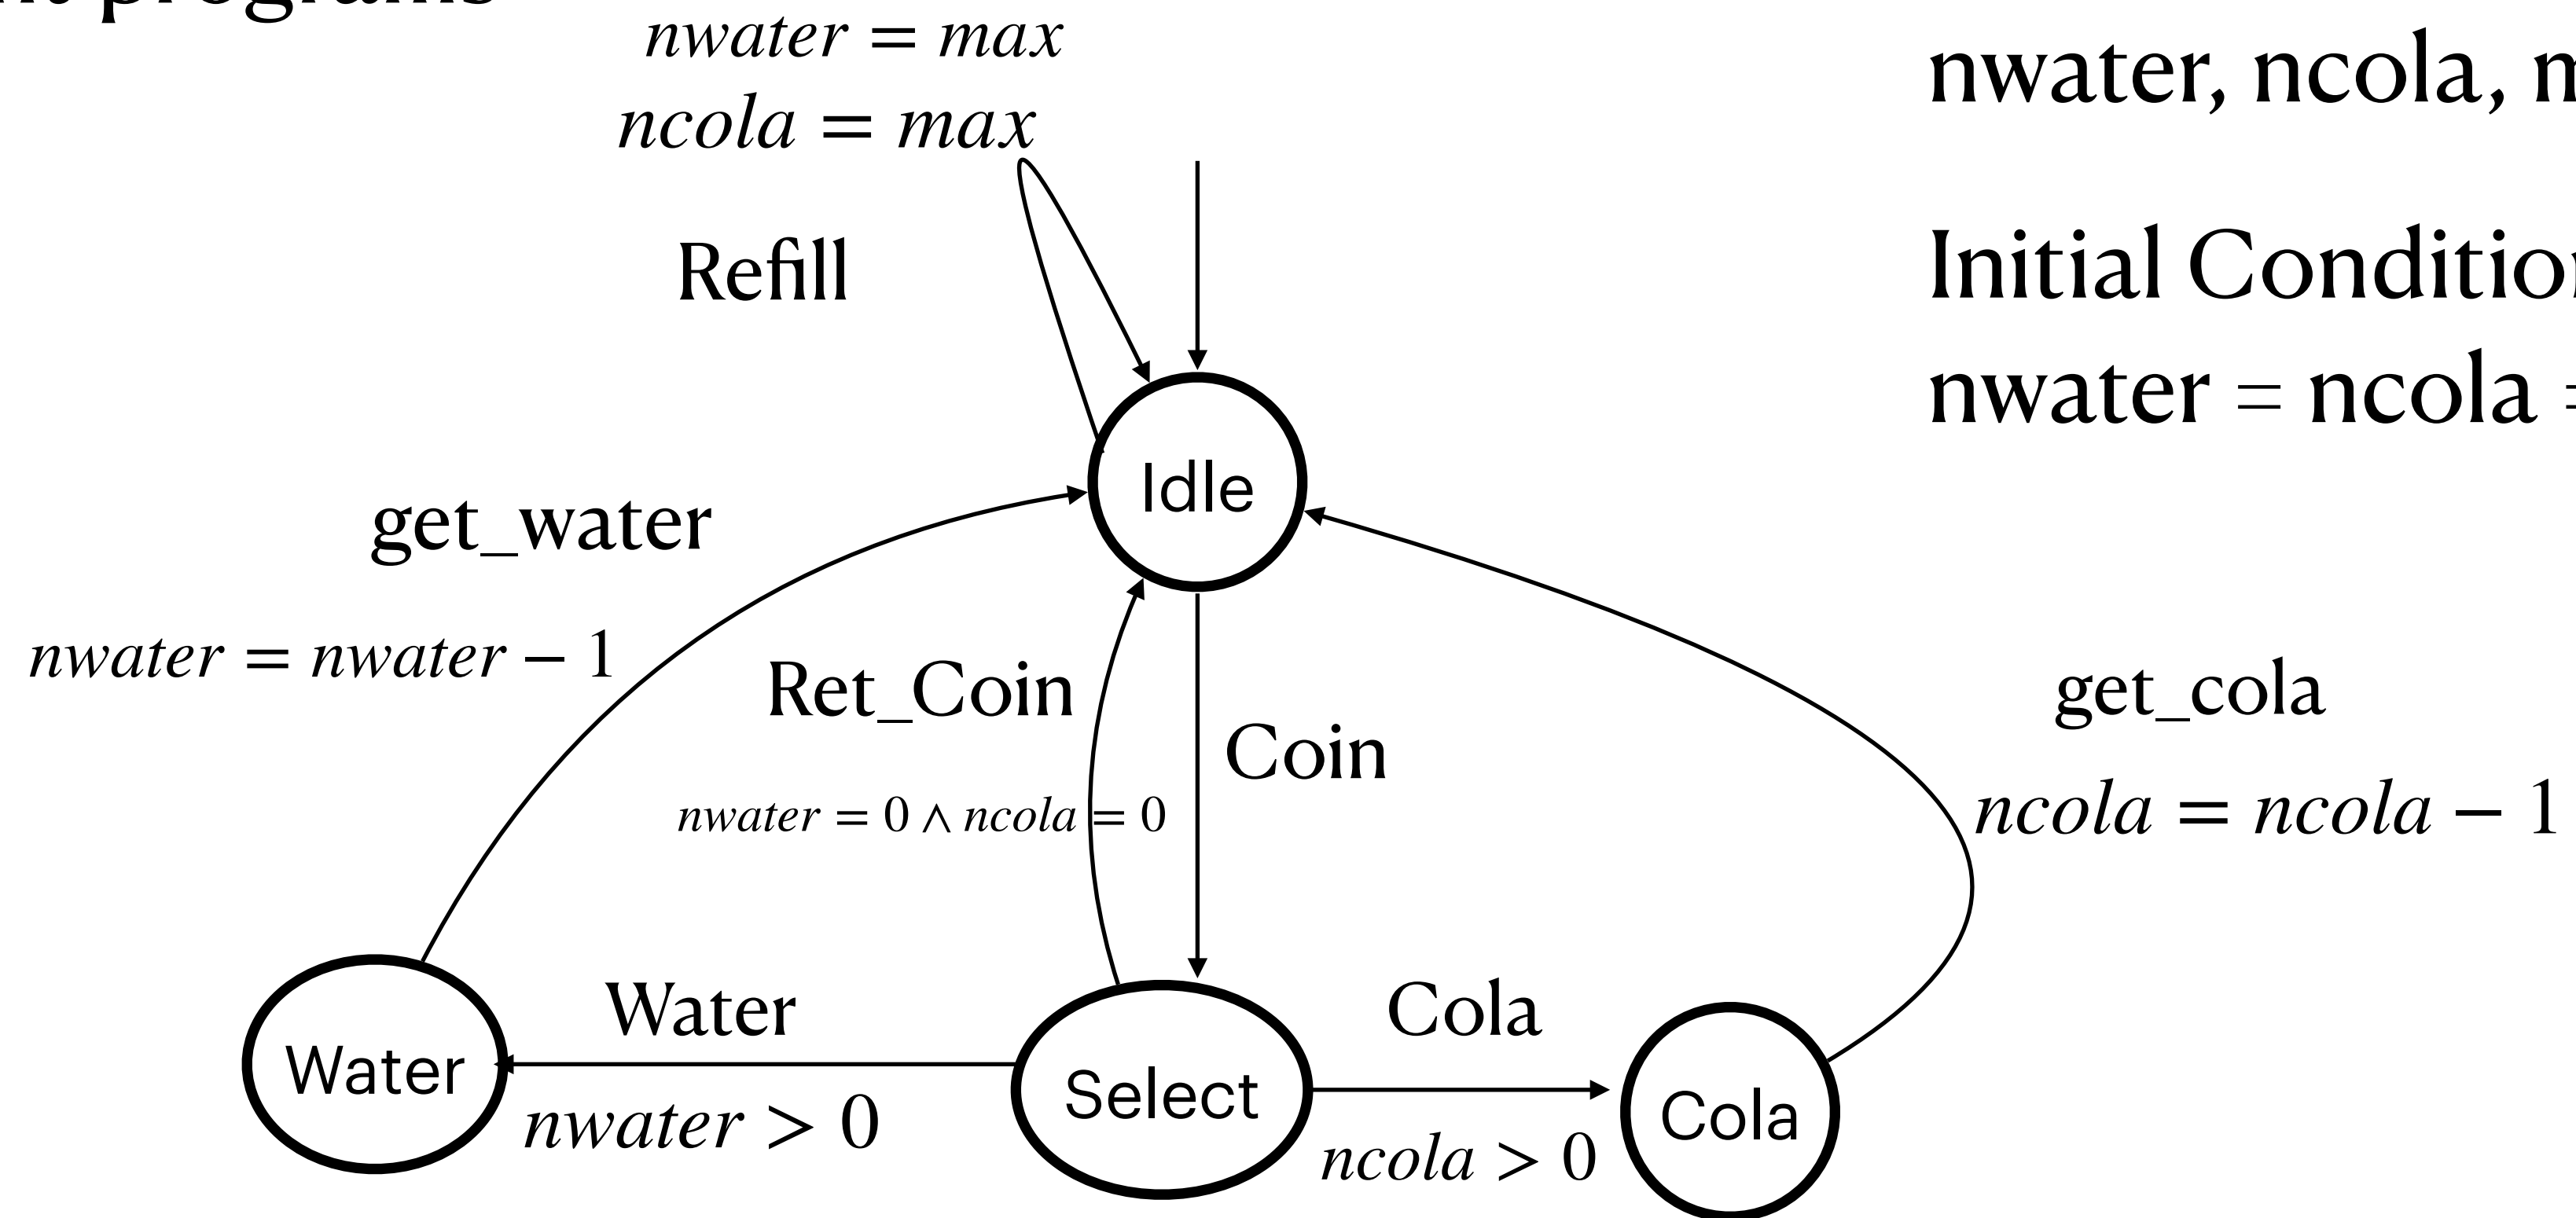 programs
nwater = max
ncola = max
nwater, ncola,
Refill
Initial
nwater = ncola =
Idle
get_water
nwater = nwater − 1
Ret_Coin
Coin
get_cola
nwater = 0 ∧ ncola = 0
ncola = ncola − 1
Water
Cola
Water
Select
Cola
nwater > 0
ncola > 0